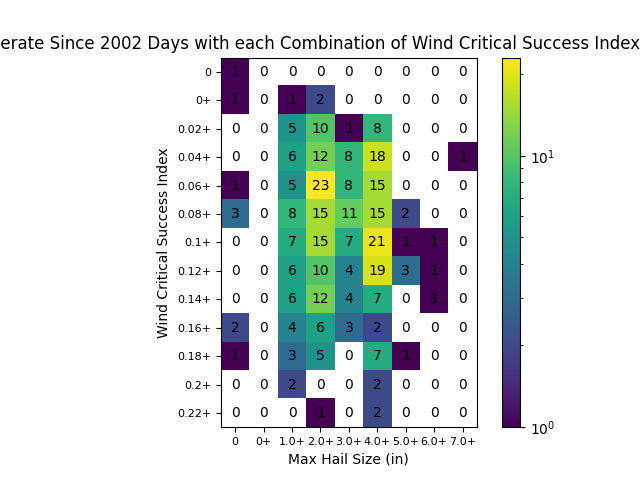 erate Since 2002 Days with each Combination of Wind Critical Success Index
0 1 0 0 0 0 0 0 0 0
0+ 1 0 1 2 0 0 0 0 0
0.02+ 0 0 5 10 1 8 0 0 0
0.04+ 0 0 6 12 8 18 0 0 1
0.06+ 1 0 5 23 8 15 0 0 0
0.08+ 3 0 8 15 11 15 2 0 0
0.1+ 0 0 7 15 7 21 1 1 0
0.12+ 0 0 6 10 4 19 3 1 0
0.14+ 0 0 6 12 4 7 0 1 0
0.16+ 2 0 4 6 3 2 0 0 0
0.18+ 1 0 3 5 0 7 1 0 0
0.2+ 0 0 2 0 0 2 0 0 0
0.22+ 0 0 0 1 0 2 0 0 0
0 0+ 1.0+ 2.0+ 3.0+ 4.0+ 5.0+ 6.0+ 7.0+
Max Hail Size (in)
Wind Critical Success Index
10¹
10⁰